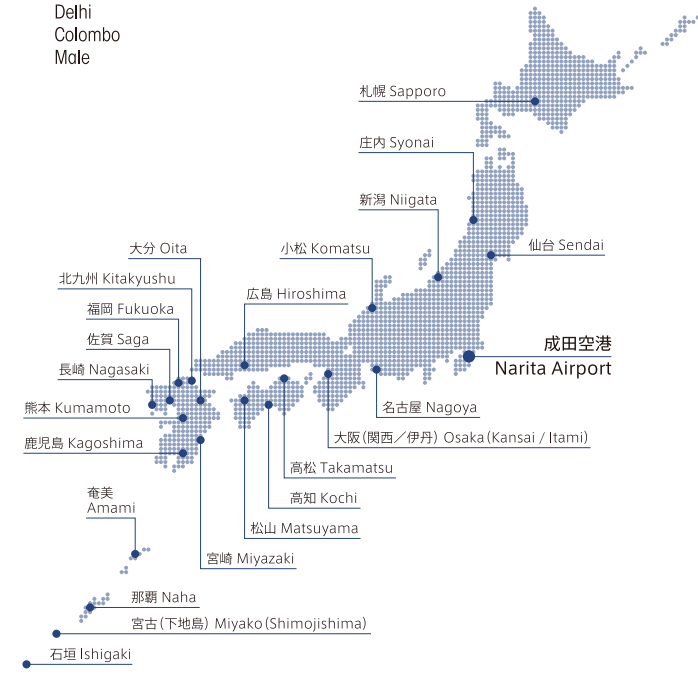 Delhi
Colombo
Male
札幌 Sapporo
庄内 Syonai
新潟 Niigata
仙台 Sendai
大分 Oita
小松 Komatsu
北九州 Kitakyushu
広島 Hiroshima
福岡 Fukuoka
佐賀 Saga
成田空港
Narita Airport
長崎 Nagasaki
熊本 Kumamoto
名古屋 Nagoya
鹿児島 Kagoshima
大阪(関西／伊丹) Osaka(Kansai / Itami)
高松 Takamatsu
奄美
Amami
高知 Kochi
松山 Matsuyama
宮崎 Miyazaki
那覇 Naha
宮古(下地島) Miyako(Shimojishima)
石垣 Ishigaki